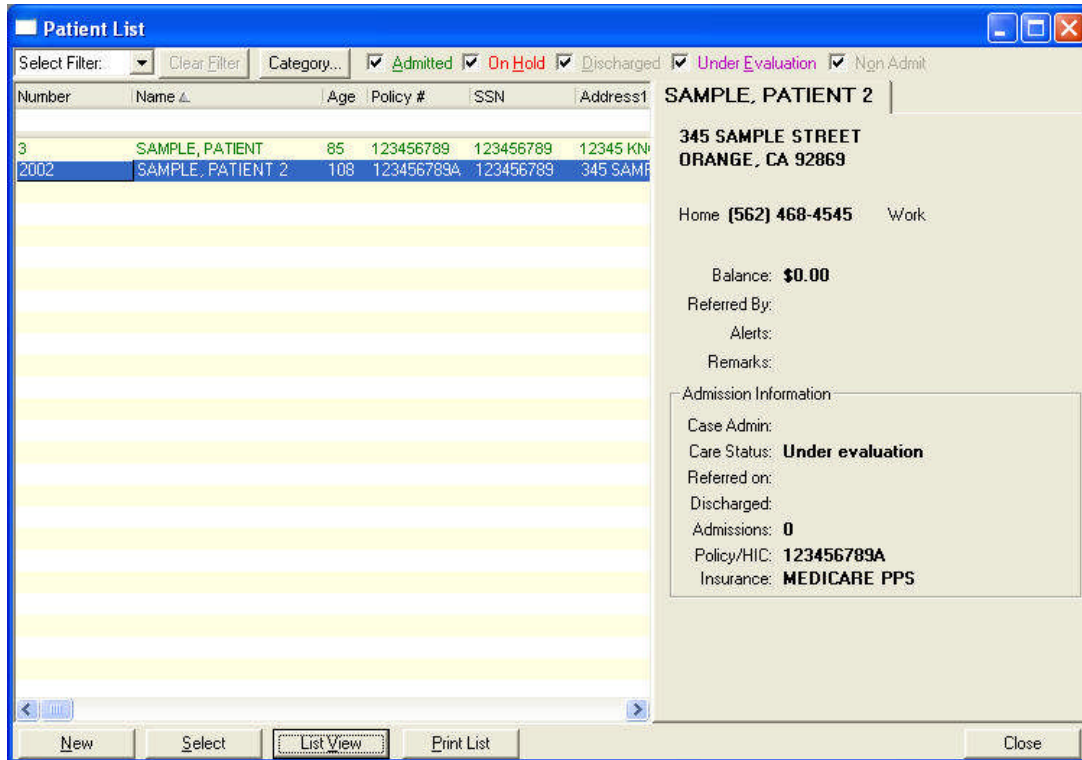 Patient List
Select Filter: Clear Filter Category... Admitted On Hold Discharged Under Evaluation Non Admit
Number Name Age Policy # SSN Address1
3 SAMPLE, PATIENT 85 123456789 123456789 12345 KN
2002 SAMPLE, PATIENT 2 108 123456789A 123456789 345 SAM
SAMPLE, PATIENT 2
345 SAMPLE STREET
ORANGE, CA 92869
Home (562) 468-4545 Work
Balance: $0.00
Referred By:
Alerts:
Remarks:
Admission Information
Case Admin:
Care Status: Under evaluation
Referred on:
Discharged:
Admissions: 0
Policy/HIC: 123456789A
Insurance: MEDICARE PPS
New Select List View Print List Close